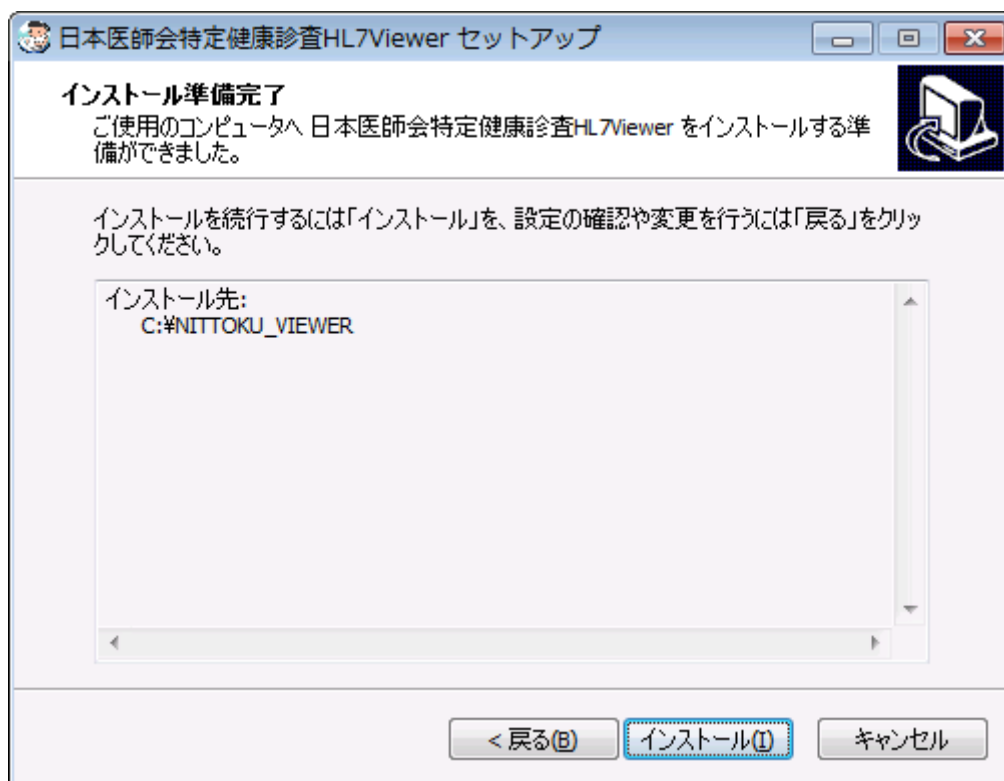 日本医師会特定健康診査HL7Viewer セットアップ
インストール準備完了
ご使用のコンピュータへ 日本医師会特定健康診査HL7Viewer をインストールする準
備ができました。
インストールを続行するには「インストール」を、設定の確認や変更を行うには「戻る」をクリッ
クしてください。
インストール先:
C:¥NITTOKU_VIEWER
< 戻る(B)
インストール(I)
キャンセル